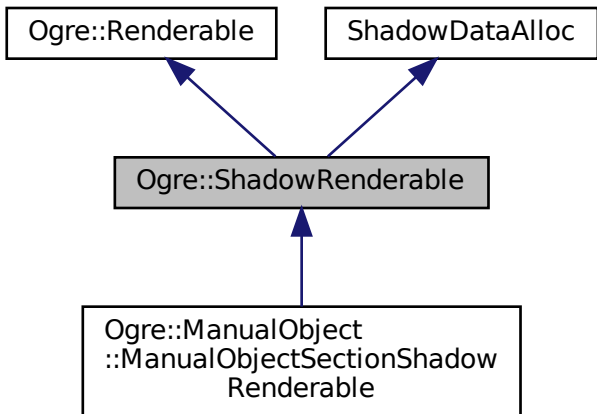 Ogre::Renderable
ShadowDataAlloc
Ogre::ShadowRenderable
Ogre::ManualObject
::ManualObjectSectionShadow
Renderable